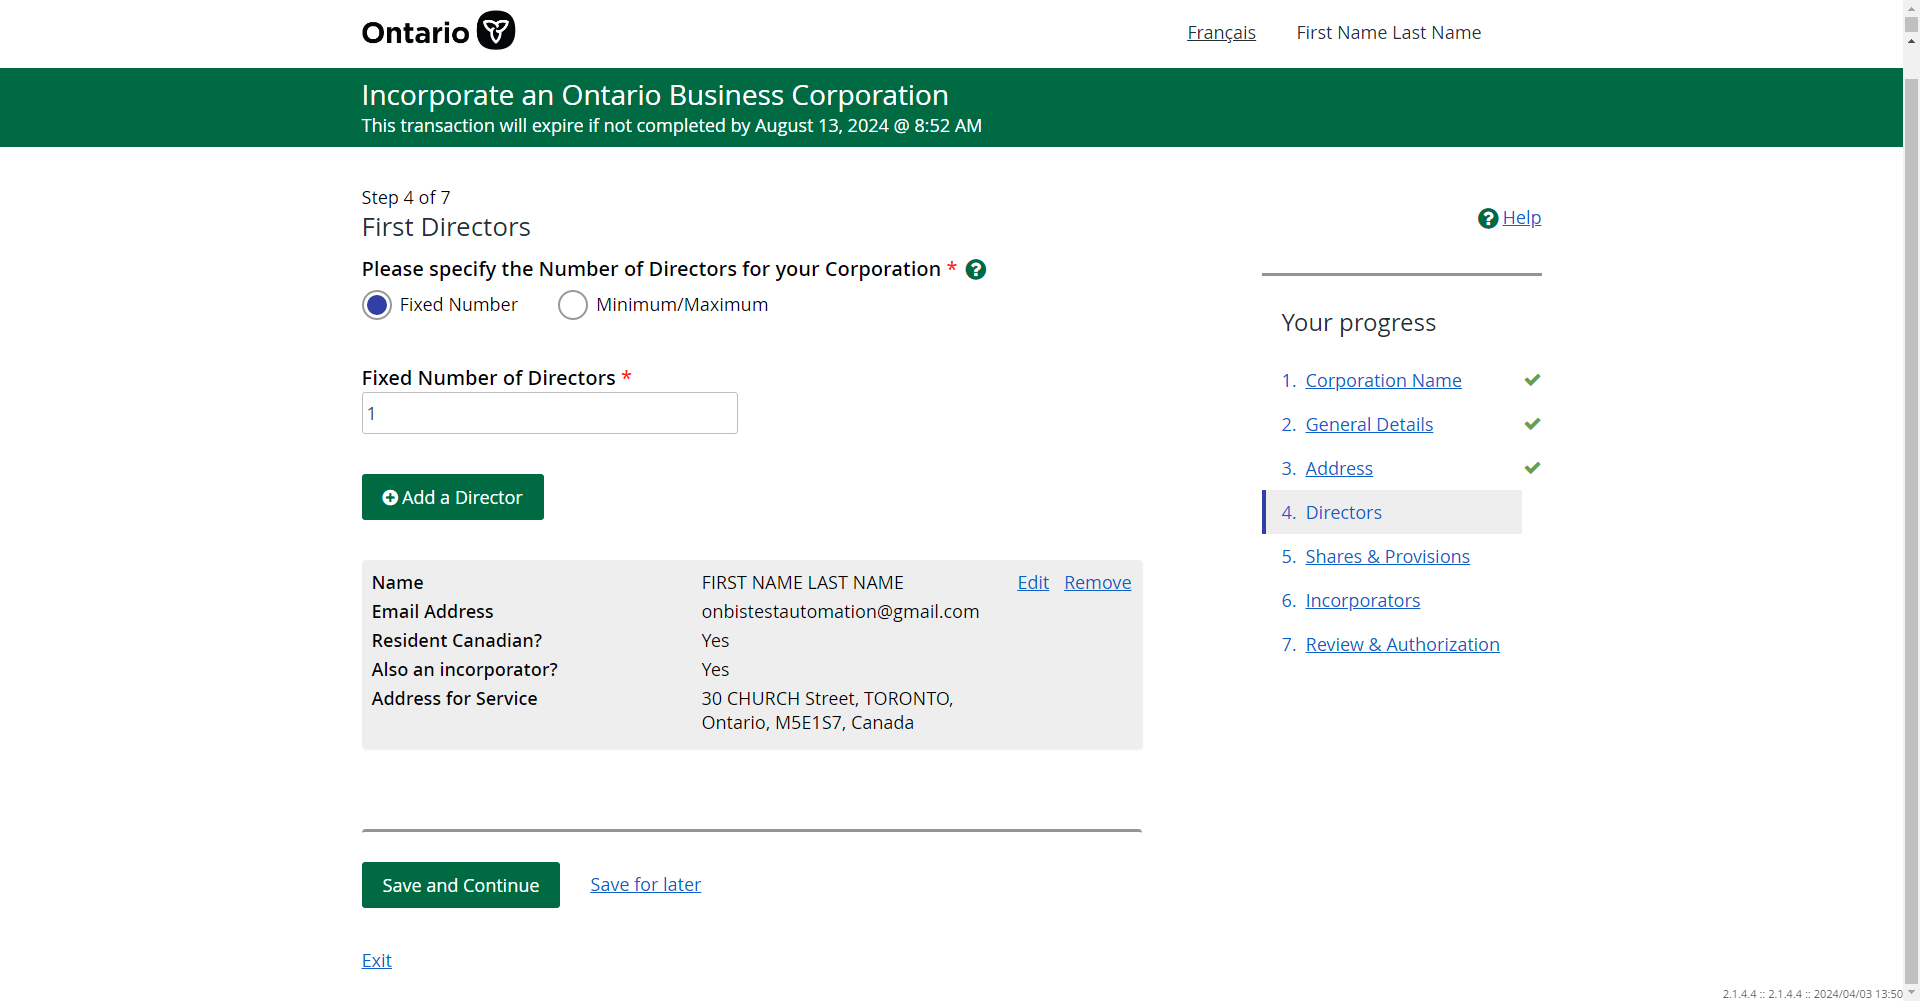 Ontario
Français
First Name Last Name
Incorporate an Ontario Business Corporation
This transaction will expire if not completed by August 13, 2024 @ 8:52 AM
Step 4 of 7
First Directors
Help
Please specify the Number of Directors for your Corporation *
Fixed Number
Minimum/Maximum
Fixed Number of Directors *
1
Add a Director
Name FIRST NAME LAST NAME Edit Remove
Email Address onbistestautomation@gmail.com
Resident Canadian? Yes
Also an incorporator? Yes
Address for Service 30 CHURCH Street, TORONTO,
Ontario, M5E1S7, Canada
Save and Continue
Save for later
Exit
Your progress
1. Corporation Name
2. General Details
3. Address
4. Directors
5. Shares & Provisions
6. Incorporators
7. Review & Authorization
2.1.4.4 :: 2.1.4.4 :: 2024/04/03 13:50